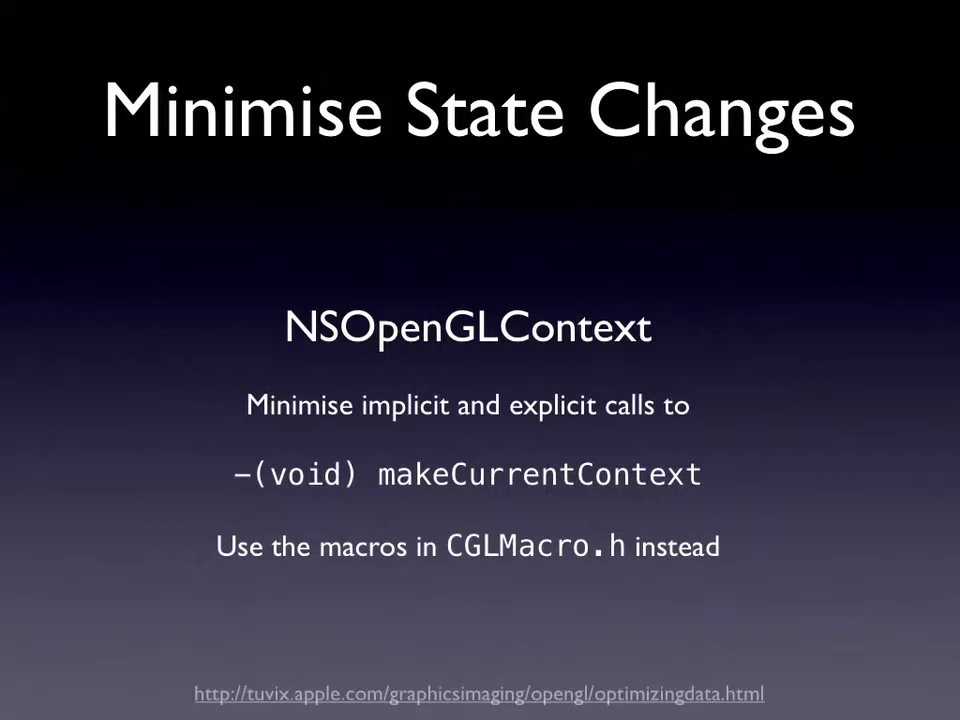 Minimise State Changes
NSOpenGLContext
Minimise implicit and explicit calls to
–(void) makeCurrentContext
Use the macros in CGLMacro.h instead
http://tuvix.apple.com/graphicsimaging/opengl/optimizingdata.html